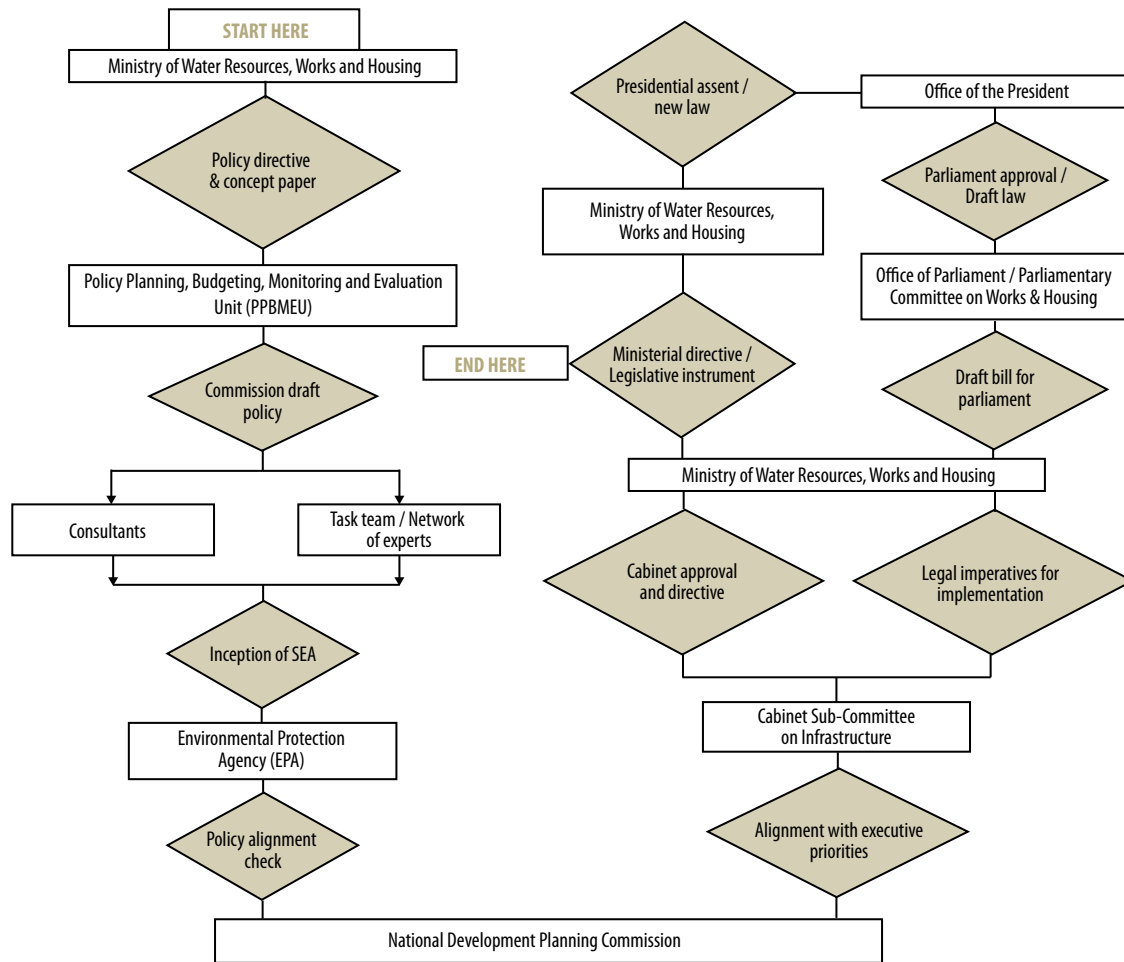 START HERE
Ministry of Water Resources, Works and Housing
Policy directive
& concept paper
Policy Planning, Budgeting, Monitoring and Evaluation
Unit (PPBMEU)
Commission draft
policy
Consultants
Task team / Network
of experts
Inception of SEA
Environmental Protection
Agency (EPA)
Policy alignment
check
National Development Planning Commission
Alignment with executive
priorities
Cabinet Sub-Committee
on Infrastructure
Cabinet approval
and directive
Legal imperatives for
implementation
Ministry of Water Resources, Works and Housing
Draft bill for
parliament
Office of Parliament / Parliamentary
Committee on Works & Housing
Parliament approval /
Draft law
Office of the President
Presidential assent /
new law
Ministry of Water Resources,
Works and Housing
Ministerial directive /
Legislative instrument
END HERE